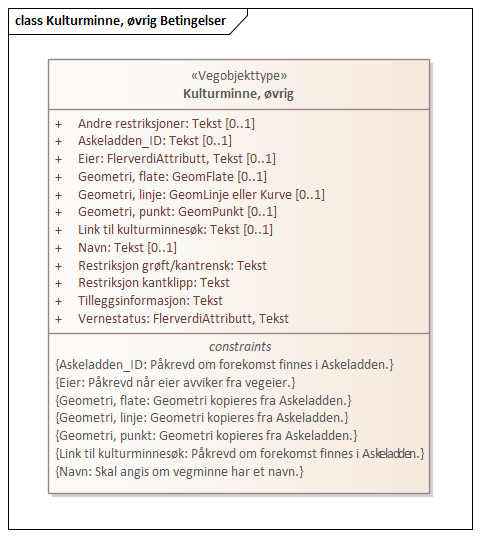 class Kulturminne, øvrig Betingelser
«Vegobjekttype»
Kulturminne, øvrig
+ Andre restriksjoner: Tekst [0..1]
+ Askeladden_ID: Tekst [0..1]
+ Eier: FlerverdiAttributt, Tekst [0..1]
+ Geometri, flate: GeomFlate [0..1]
+ Geometri, linje: GeomLinje eller Kurve [0..1]
+ Geometri, punkt: GeomPunkt [0..1]
+ Link til kulturminnesøk: Tekst [0..1]
+ Navn: Tekst [0..1]
+ Restriksjon grøft/kantrensk: Tekst
+ Restriksjon kantklipp: Tekst
+ Tilleggsinformasjon: Tekst
+ Vernestatus: FlerverdiAttributt, Tekst
constraints
{Askeladden_ID: Påkrevd om forekomst finnes i Askeladden.}
{Eier: Påkrevd når eier avviker fra vegeier.}
{Geometri, flate: Geometri kopieres fra Askeladden.}
{Geometri, linje: Geometri kopieres fra Askeladden.}
{Geometri, punkt: Geometri kopieres fra Askeladden.}
{Link til kulturminnesøk: Påkrevd om forekomst finnes i Askeladden.}
{Navn: Skal angis om vegminne har et navn.}